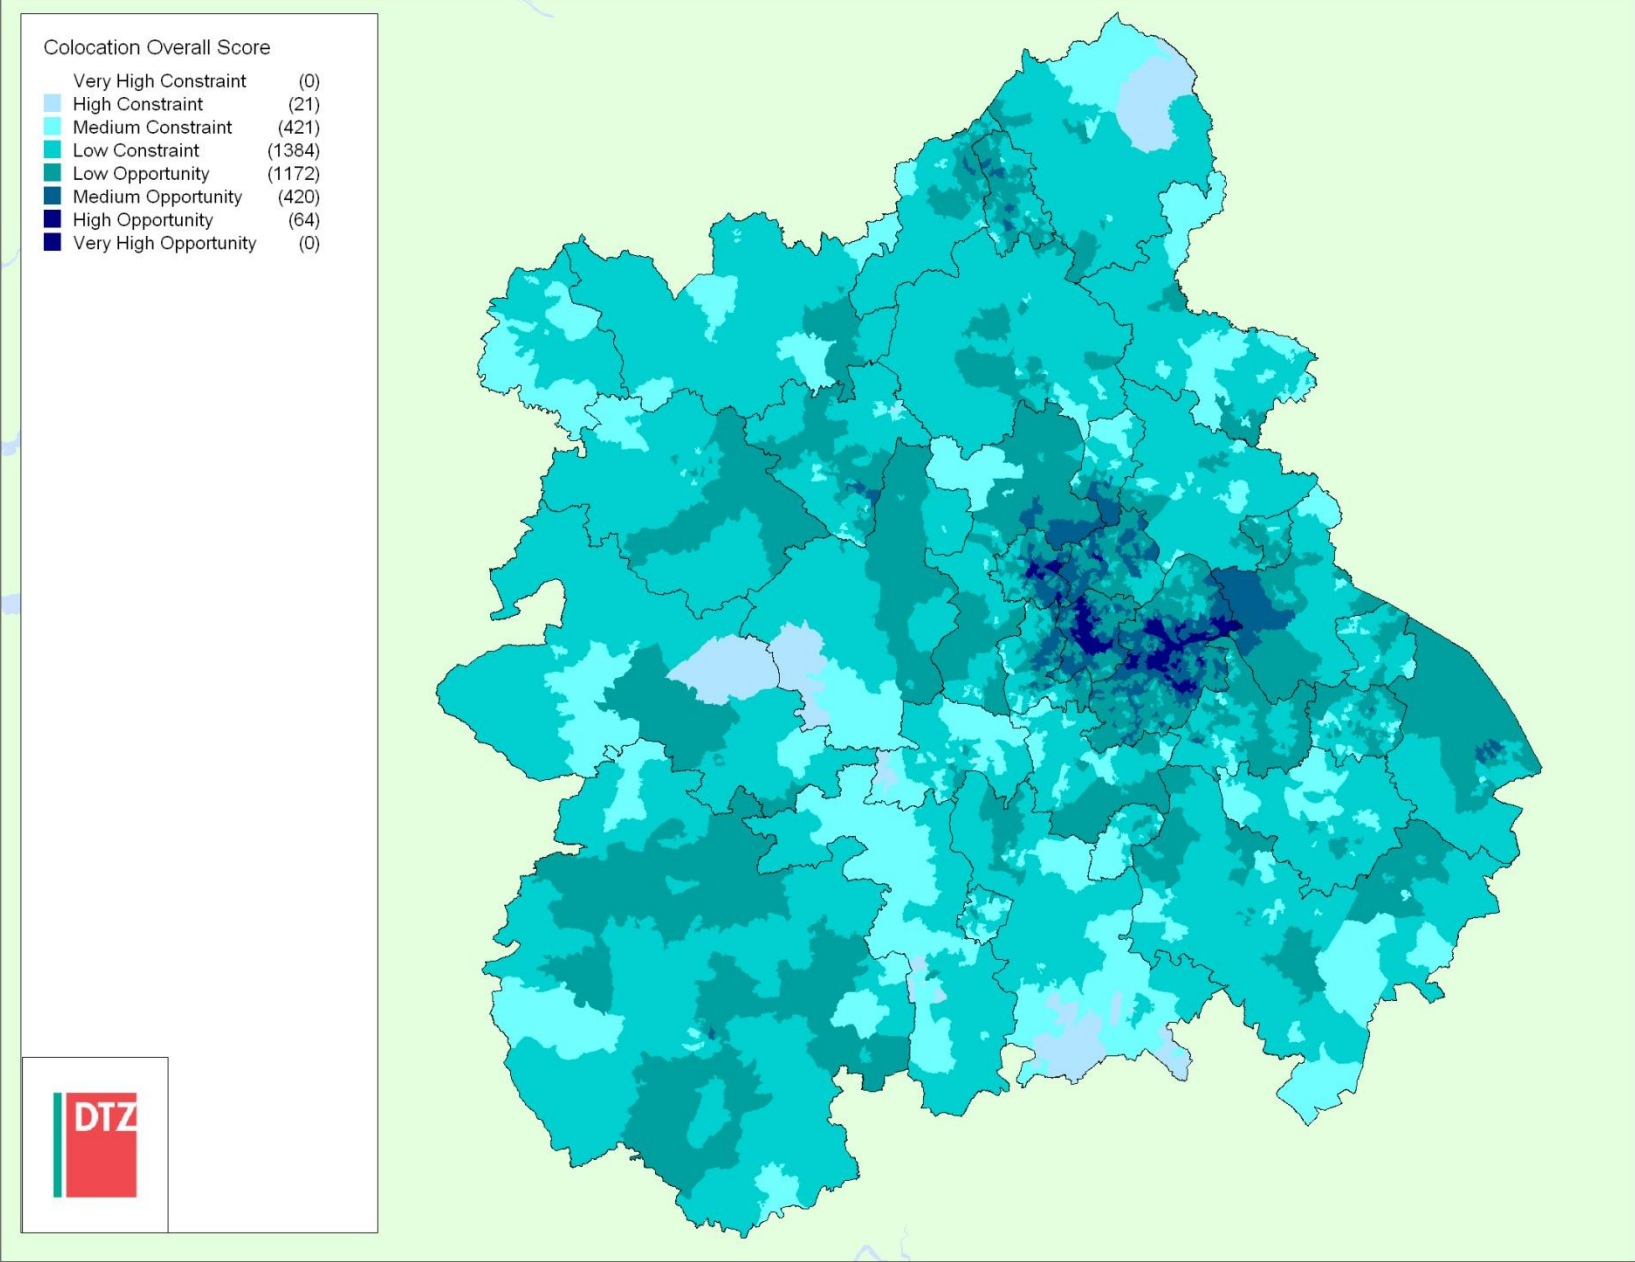 Colocation Overall Score
Very High Constraint (0)
High Constraint (21)
Medium Constraint (421)
Low Constraint (1384)
Low Opportunity (1172)
Medium Opportunity (420)
High Opportunity (64)
Very High Opportunity (0)
DTZ